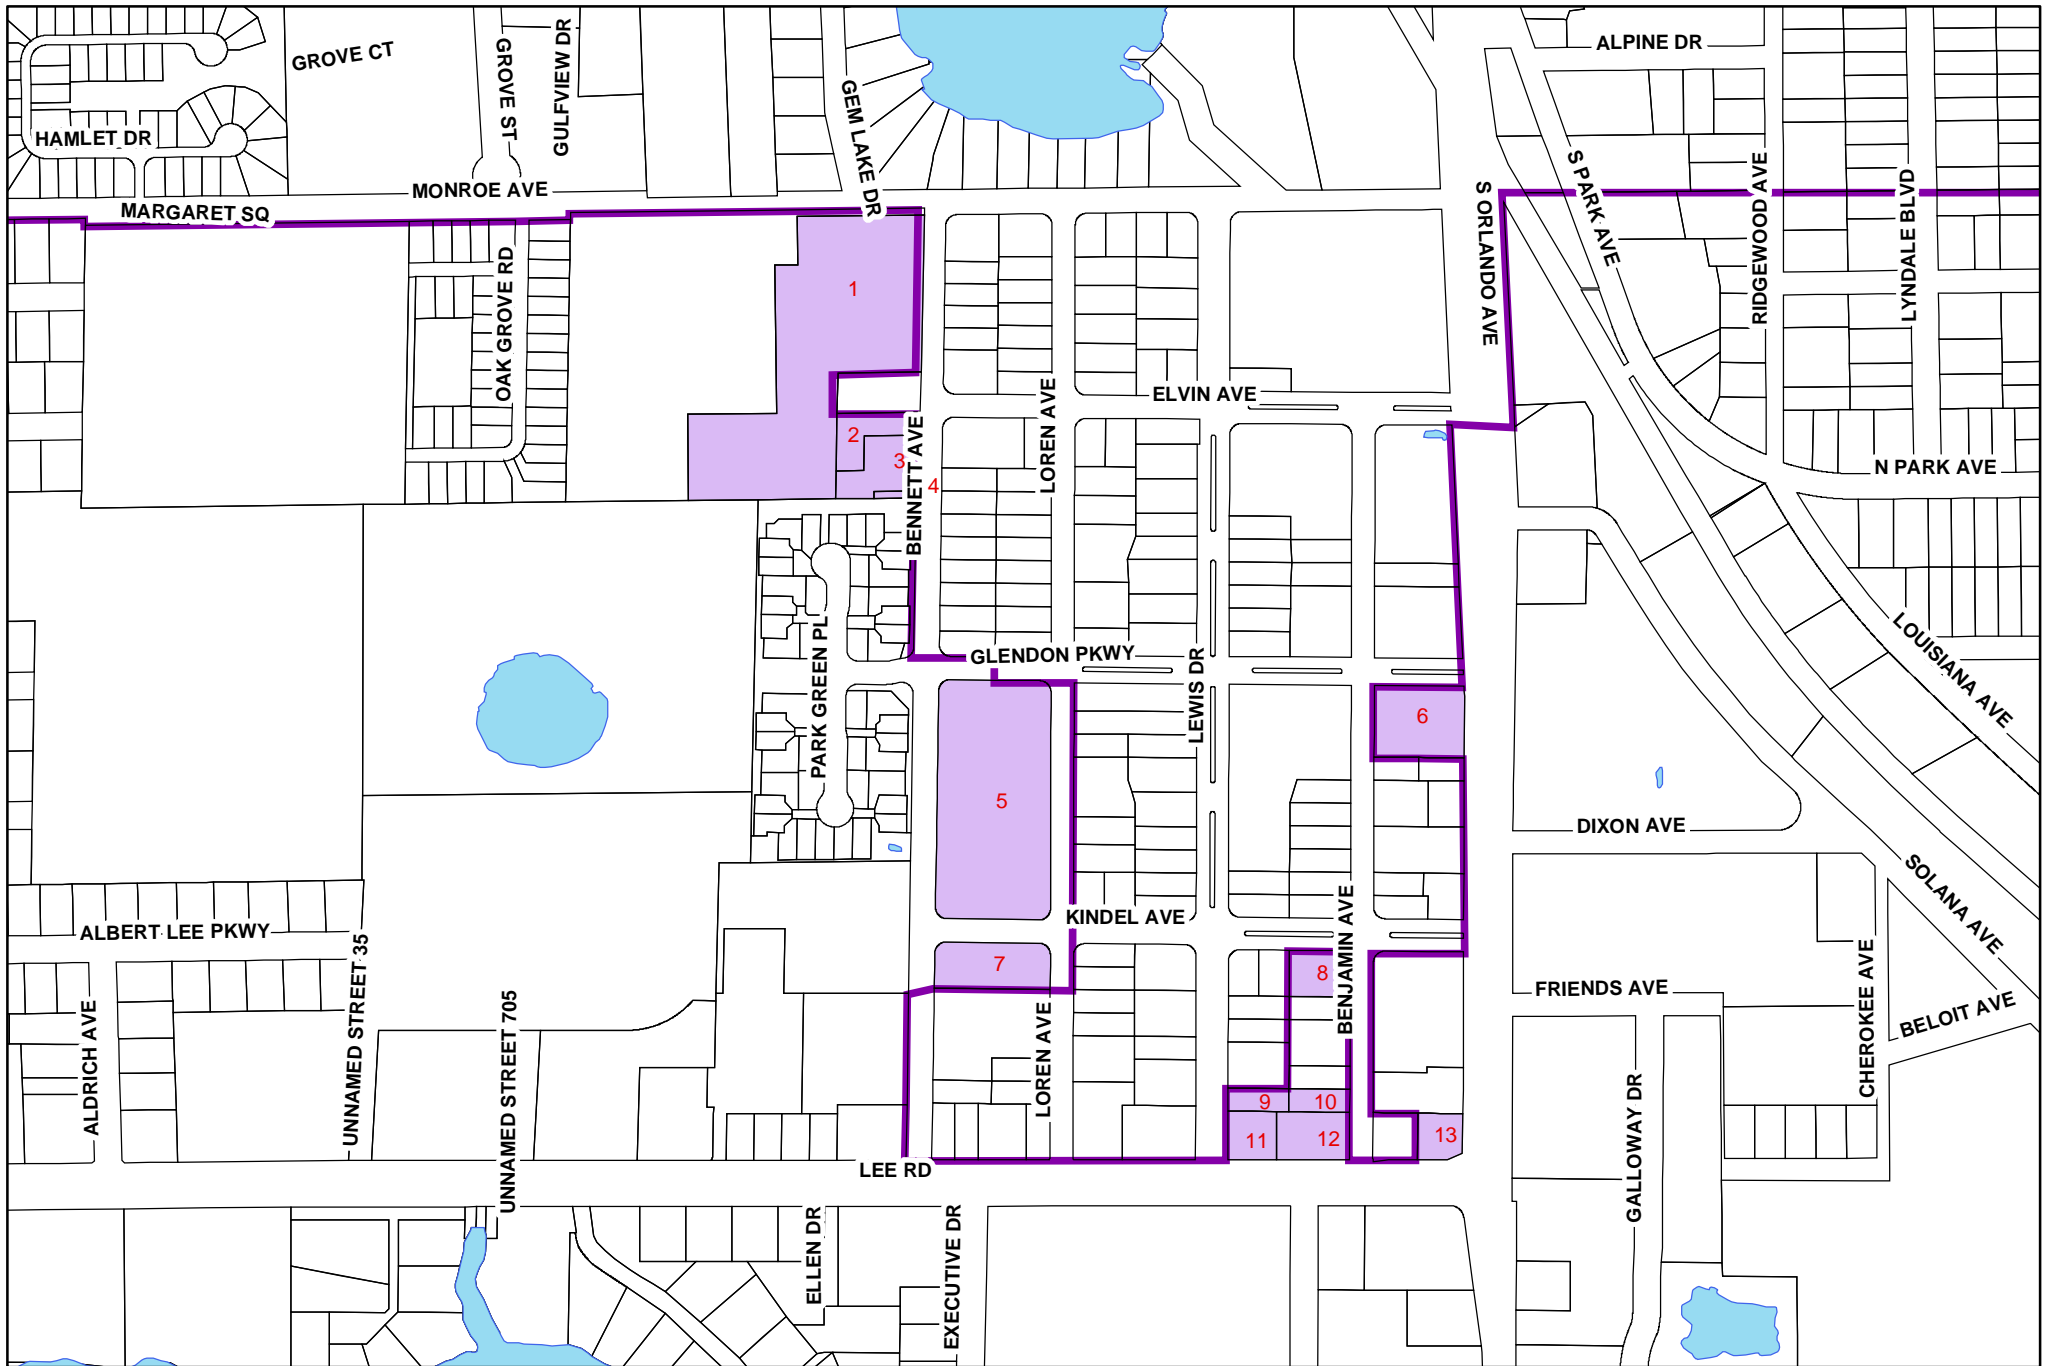 ALPINE DR
GROVE CT
GROVE ST
GULFVIEW DR
GEM LAKE DR
HAMLET DR
MONROE AVE
MARGARET SQ
S PARK AVE
RIDGEWOOD AVE
LYNDALE BLVD
S ORLANDO AVE
OAK GROVE RD
1
ELVIN AVE
LOREN AVE
BENNETT AVE
2
3
4
N PARK AVE
GLENDON PKWY
LEWIS DR
PARK GREEN PL
LOUISIANA AVE
6
5
DIXON AVE
SOLANA AVE
KINDEL AVE
BENJAMIN AVE
ALBERT LEE PKWY
UNNAMED STREET 35
7
8
FRIENDS AVE
CHEROKEE AVE
BELOIT AVE
ALDRICH AVE
UNNAMED STREET 705
LOREN AVE
9
10
11
12
13
GALLOWAY DR
LEE RD
ELLEN DR
EXECUTIVE DR